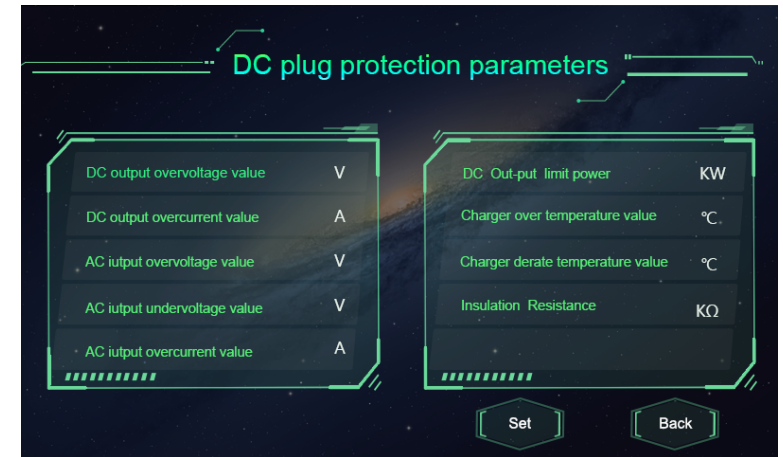 DC plug protection parameters
DC output overvoltage value V
DC output overcurrent value A
AC iutput overvoltage value V
AC iutput undervoltage value V
AC iutput overcurrent value A
DC Out-put limit power KW
Charger over temperature value ℃
Charger derate temperature value ℃
Insulation Resistance KΩ
Set
Back